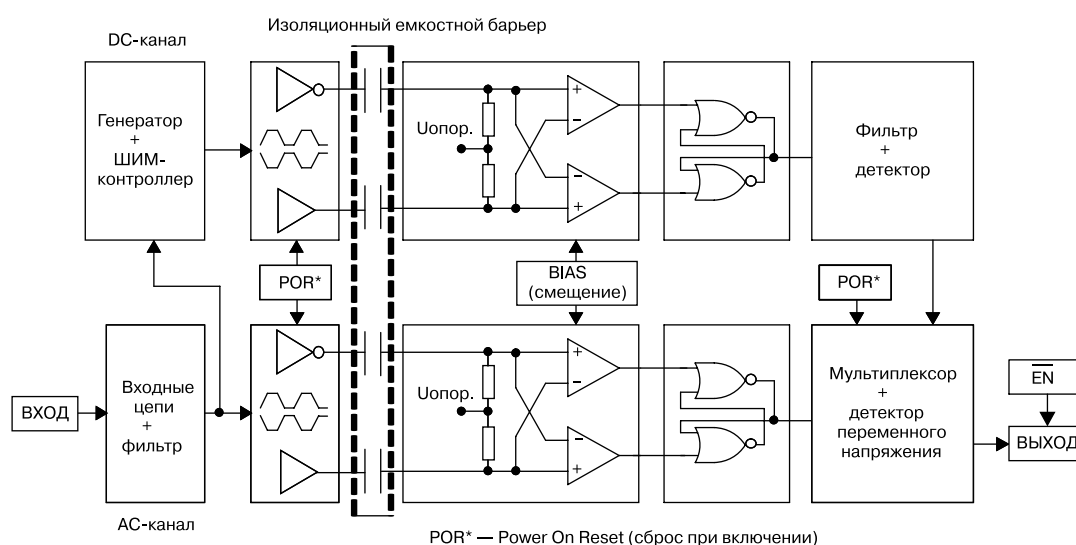 Изоляционный емкостной барьер
DC-канал
Генератор
+
ШИМ-
контроллер
Uопор.
+
−
−
+
Фильтр
+
детектор
POR*
BIAS
(смещение)
POR*
ВХОД
Входные
цепи
+
фильтр
Uопор.
+
−
−
+
Мультиплексор
+
детектор
переменного
напряжения
EN
ВЫХОД
AC-канал
POR* — Power On Reset (сброс при включении)